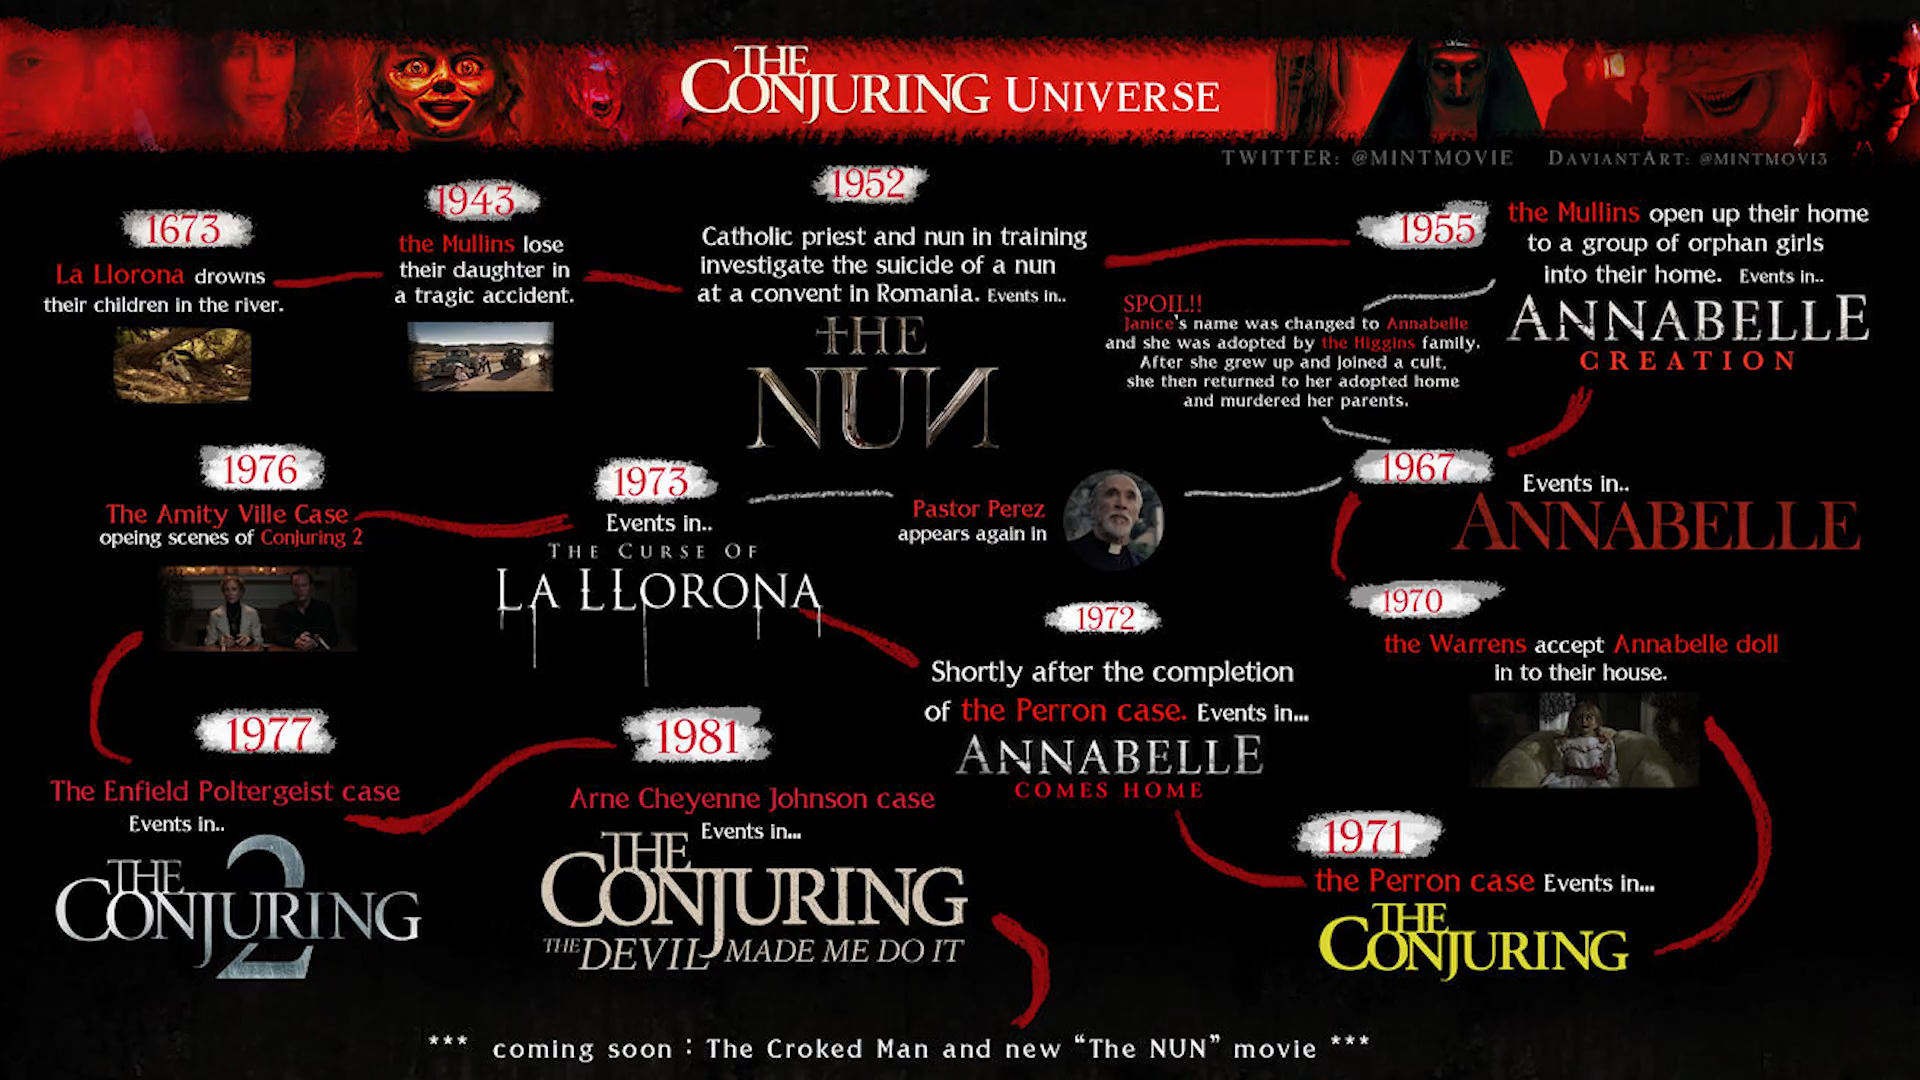 THE CONJURING UNIVERSE
TWITTER: @MINTMOVIE
DAVIANTART: @MINTMOVI3
1673
La Llorona drowns
their children in the river.
1943
the Mullins lose
their daughter in
a tragic accident.
1952
Catholic priest and nun in training
investigate the suicide of a nun
at a convent in Romania. Events in..
THE
NUN
1955
the Mullins open up their home
to a group of orphan girls
into their home. Events in..
ANNABELLE
CREATION
SPOIL!!
Janice's name was changed to Annabelle
and she was adopted by the Higgins family.
After she grew up and Joined a cult,
she then returned to her adopted home
and murdered her parents.
1967
Events in..
ANNABELLE
Pastor Perez
appears again in
1970
the Warrens accept Annabelle doll
in to their house.
1971
the Perron case Events in...
THE
CONJURING
1972
Shortly after the completion
of the Perron case. Events in...
ANNABELLE
COMES HOME
1973
Events in..
THE CURSE OF
LA LLORONA
1976
The Amity Ville Case
opeing scenes of Conjuring 2
1977
The Enfield Poltergeist case
Events in..
THE
CONJURING 2
1981
Arne Cheyenne Johnson case
Events in...
THE
CONJURING
THE DEVIL MADE ME DO IT
*** coming soon : The Croked Man and new “The NUN” movie ***